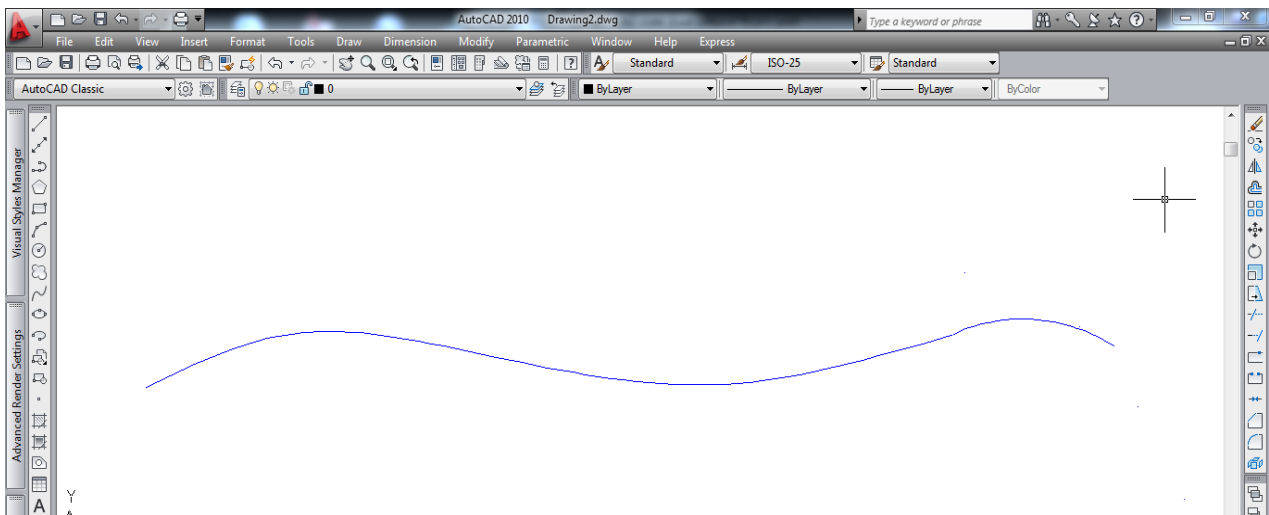 AutoCAD 2010 Drawing2.dwg
Type a keyword or phrase
File Edit View Insert Format Tools Draw Dimension Modify Parametric Window Help Express
Standard ISO-25 Standard
AutoCAD Classic 0 ByLayer ByLayer ByLayer ByColor
Visual Styles Manager
Advanced Render Settings
A
Y